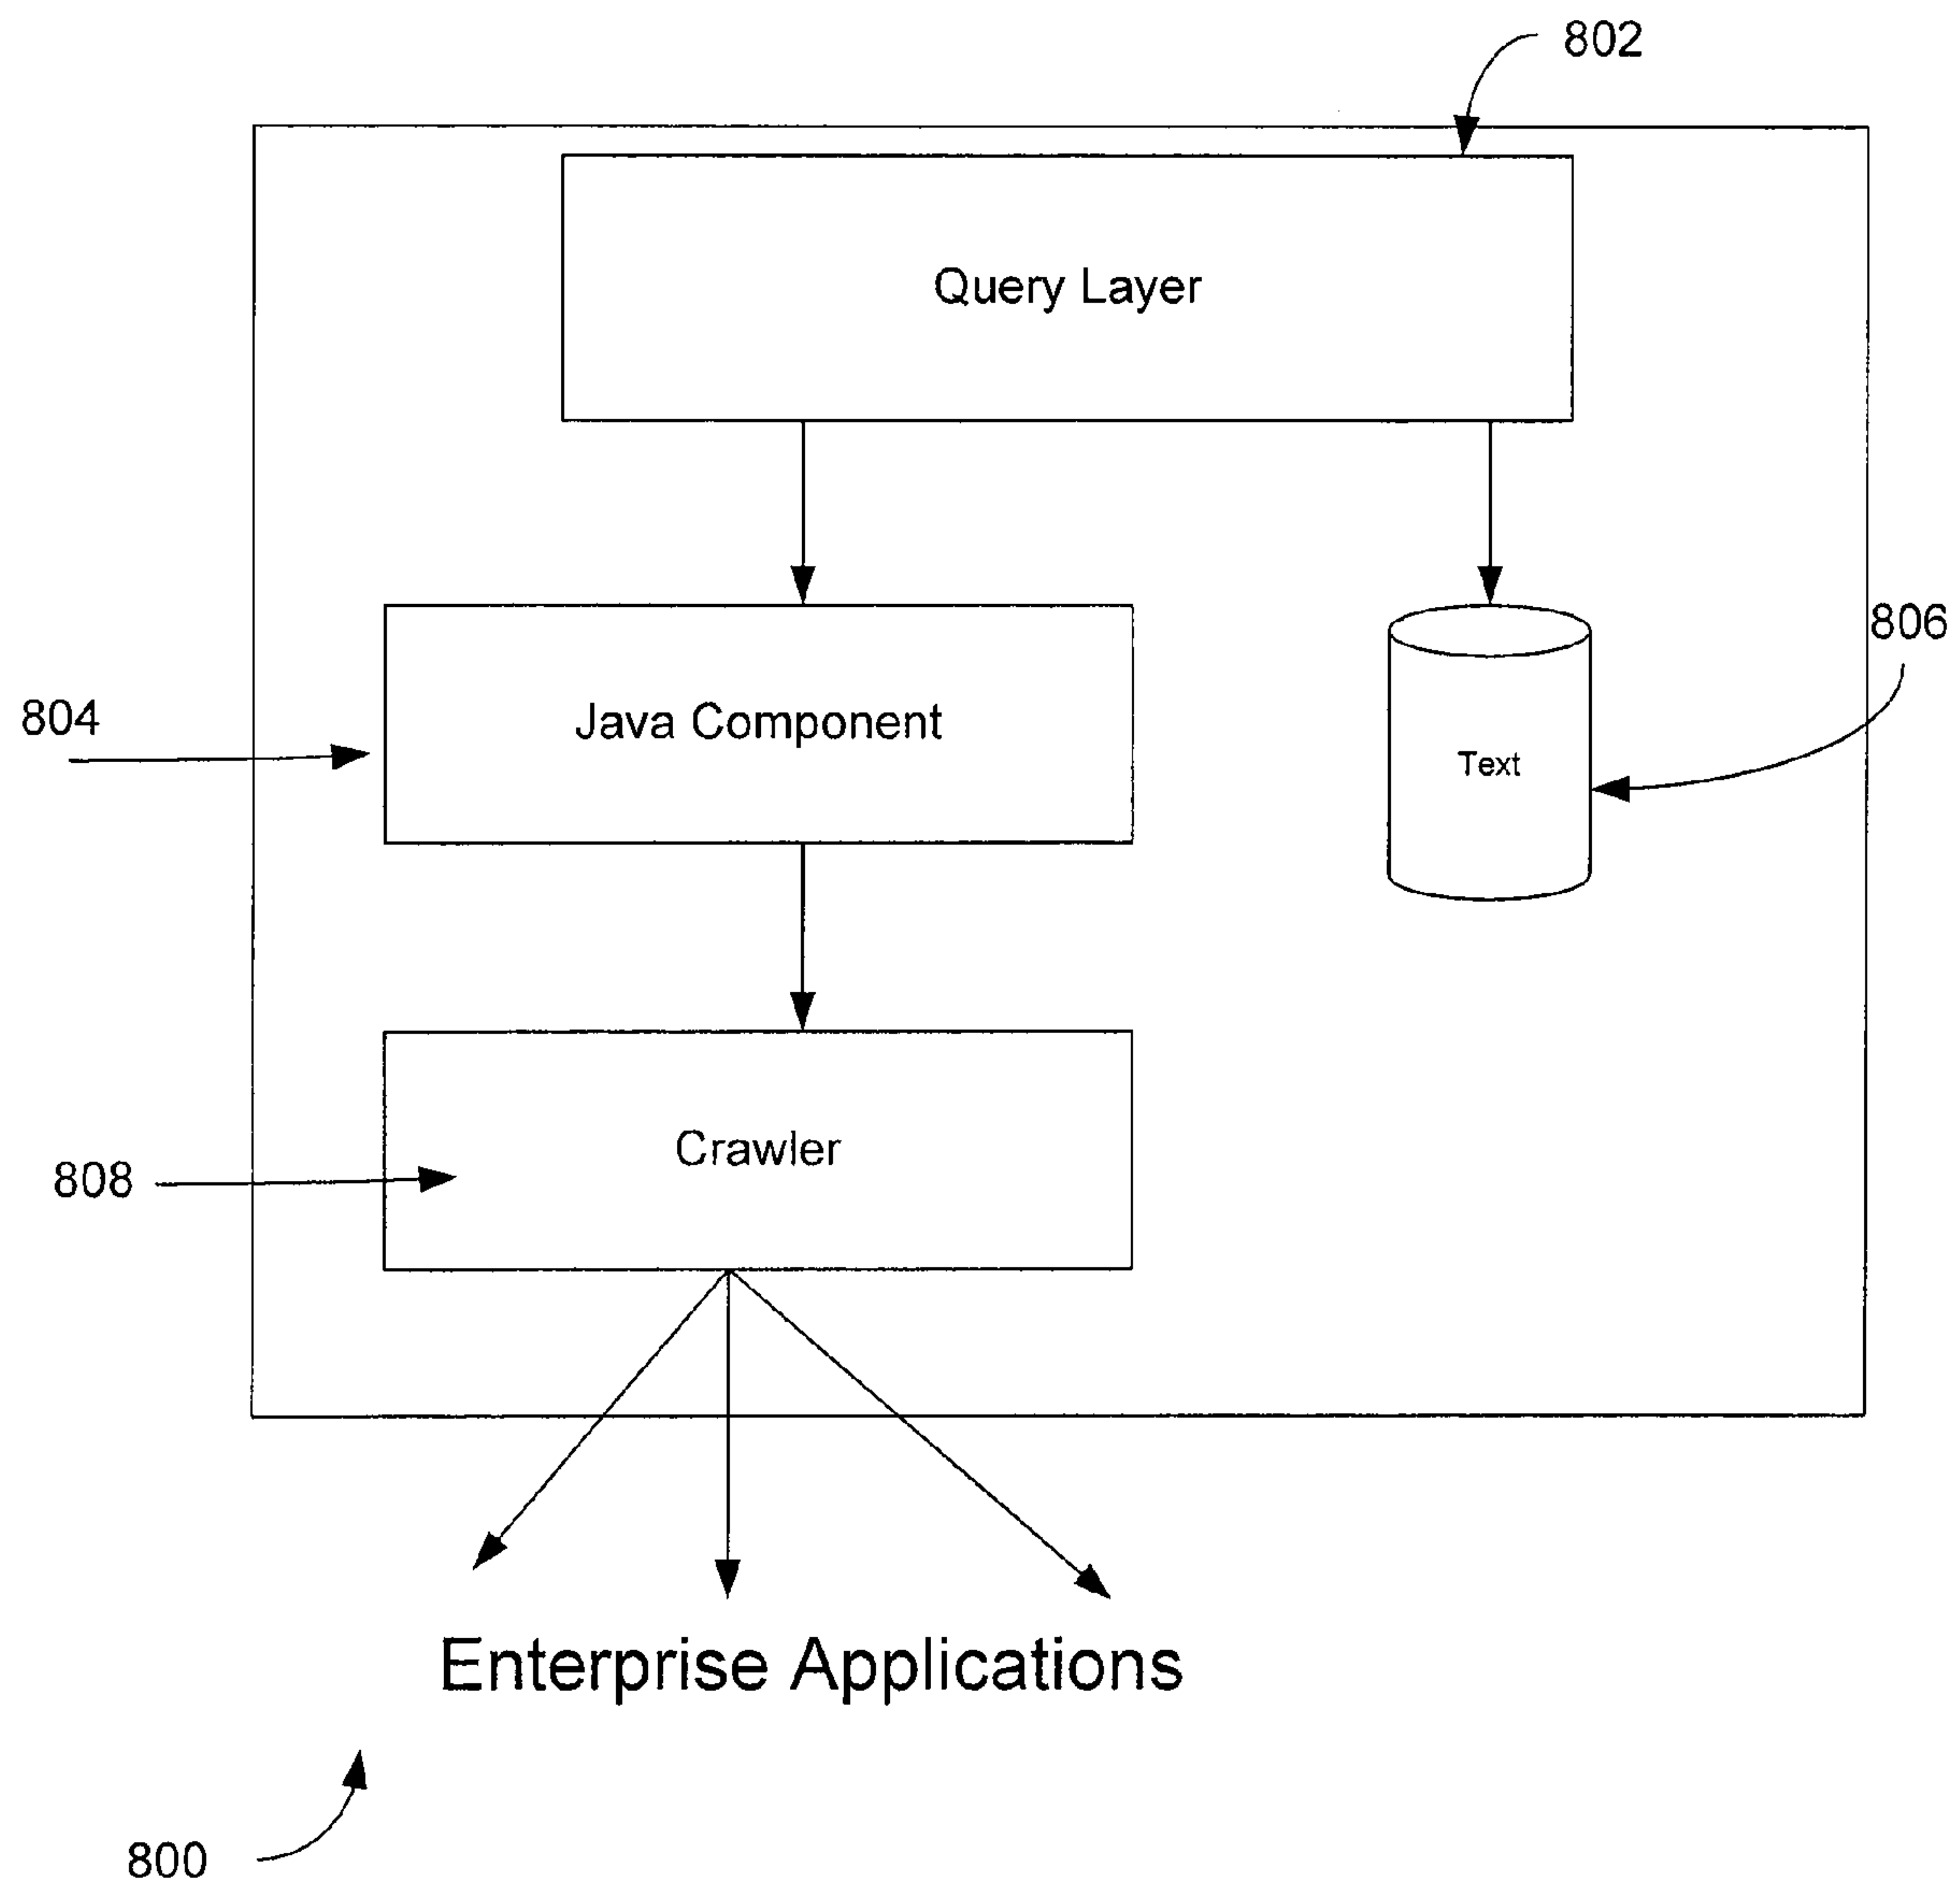 802
Query Layer
806
804
Java Component
Text
Crawler
808
Enterprise Applications
800